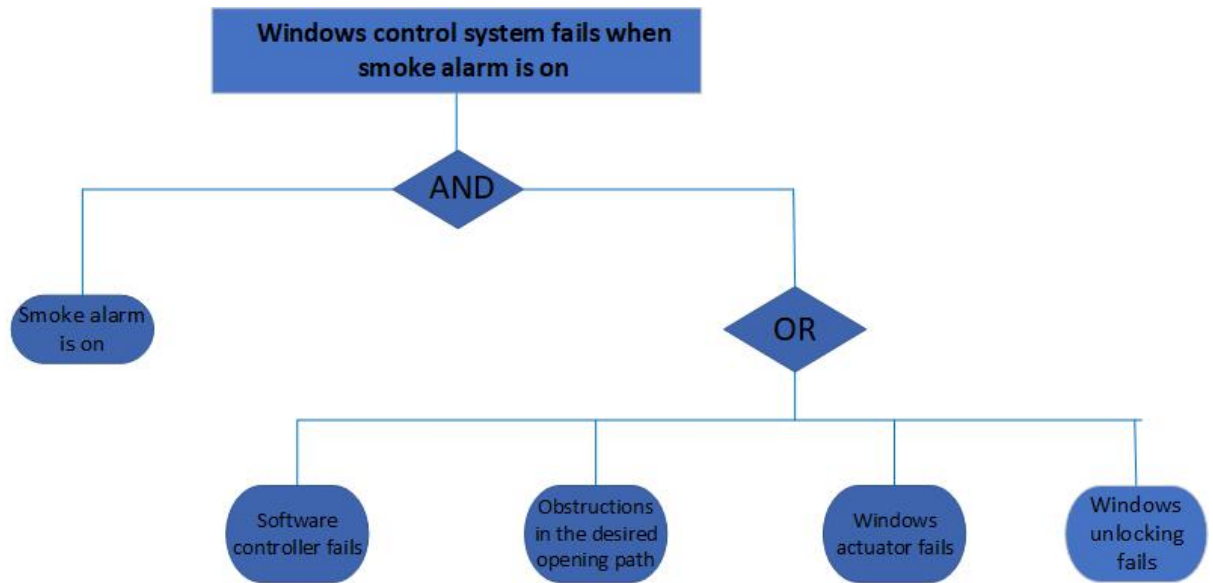 Windows control system fails when
smoke alarm is on
AND
Smoke alarm
is on
OR
Software
controller fails
Obstructions
in the desired
opening path
Windows
actuator fails
Windows
unlocking
fails